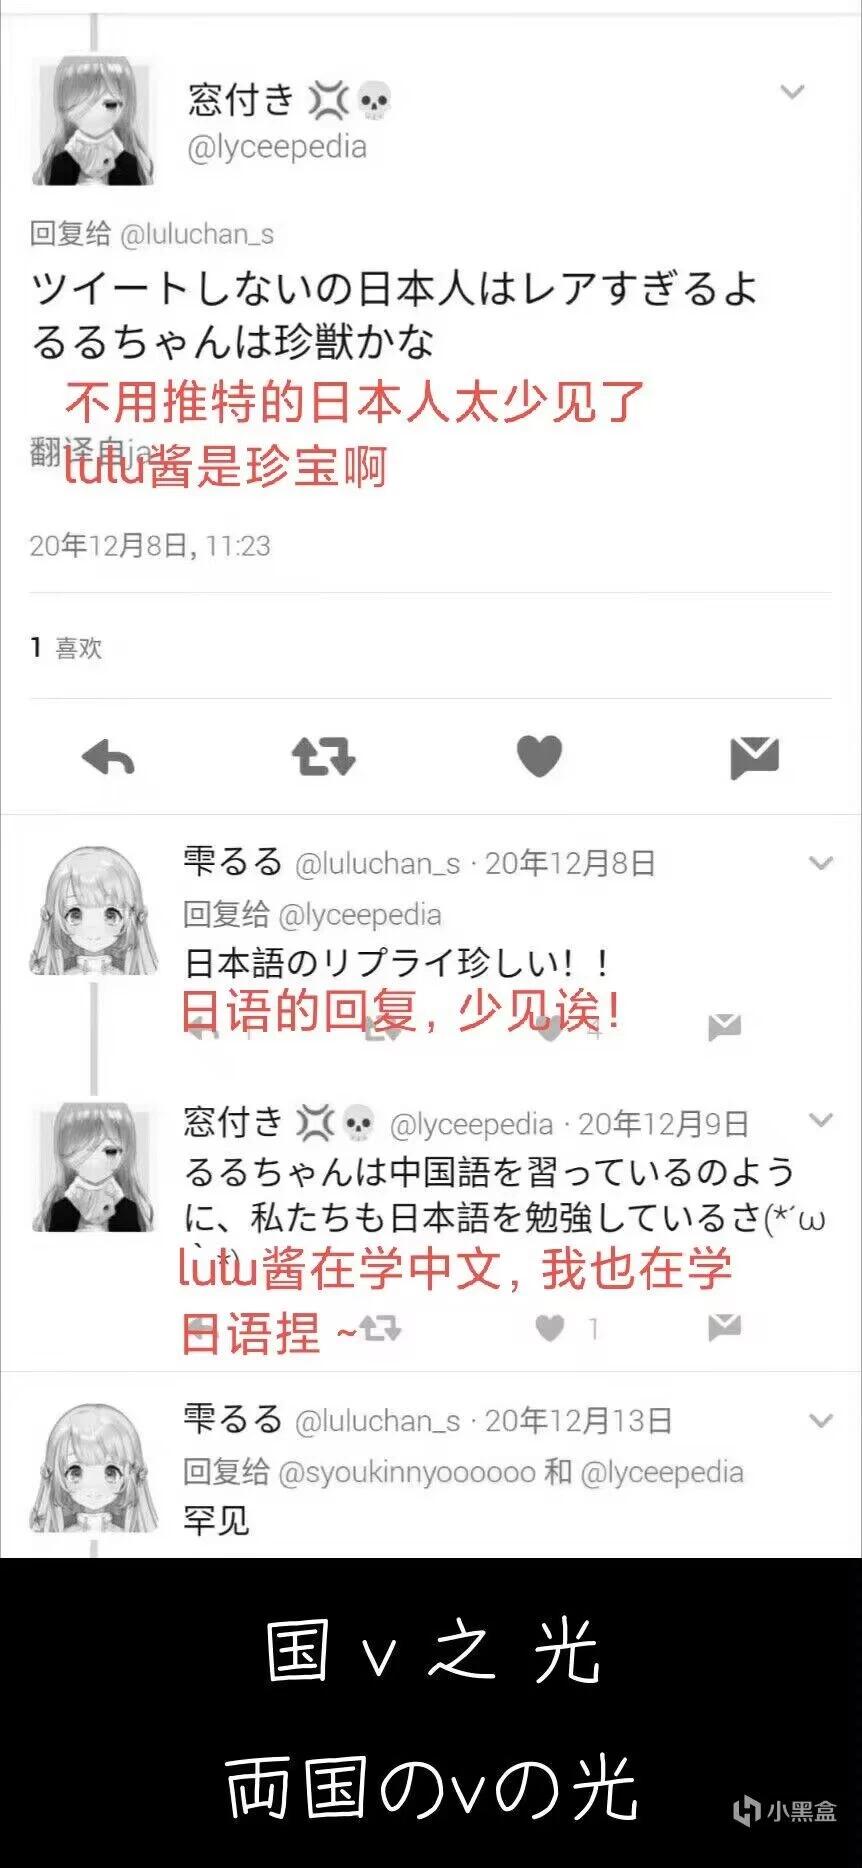 窓付き 💢💀
@lyceepedia
回复给 @luluchan_s
ツイートしないの日本人はレアすぎるよ
るるちゃんは珍獣かな
不用推特的日本人太少见了
翻译自ja
lulu酱是珍宝啊
20年12月8日, 11:23
1 喜欢
雫るる @luluchan_s · 20年12月8日
回复给 @lyceepedia
日本語のリプライ珍しい！！
日语的回复，少见诶！
1 4
窓付き 💢💀 @lyceepedia · 20年12月9日
るるちゃんは中国語を習っているのよう
に、私たちも日本語を勉強しているさ(*´ω
｀*)
lulu酱在学中文，我也在学
日语捏 ~
1
雫るる @luluchan_s · 20年12月13日
回复给 @syoukinnyoooooo 和 @lyceepedia
罕见
国v之光
両国のvの光
小黑盒